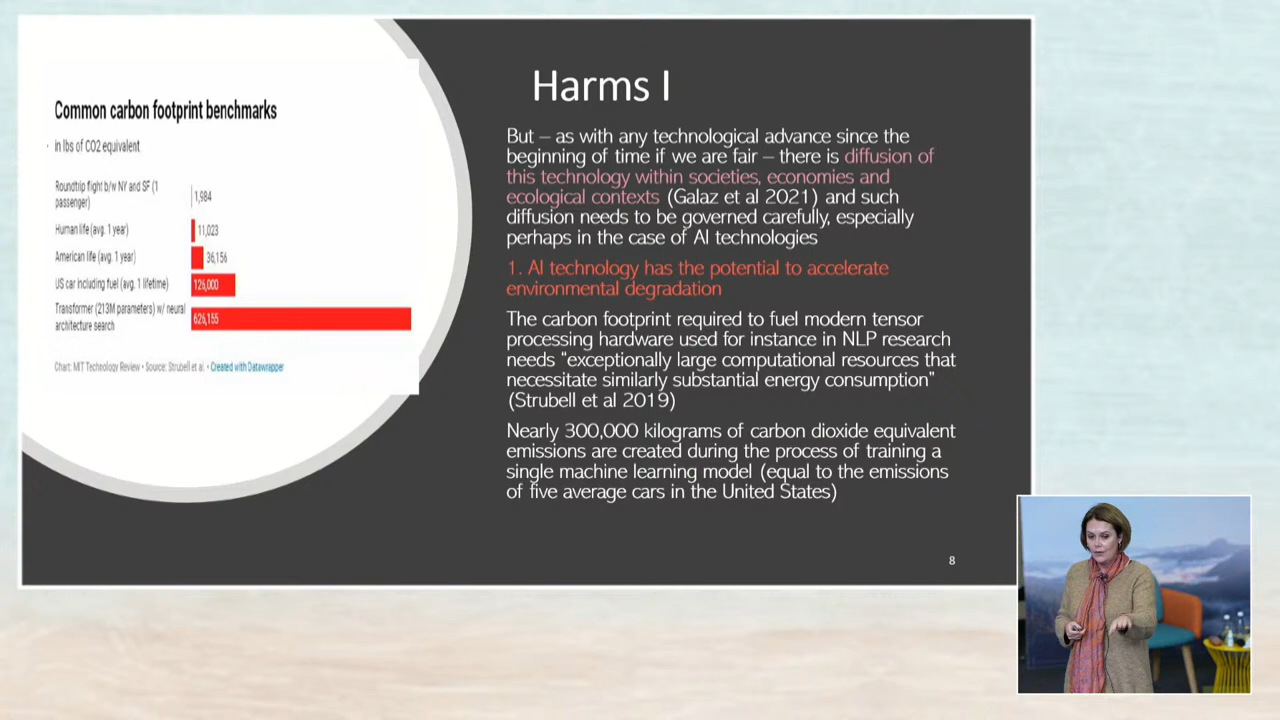 Common carbon footprint benchmarks
in lbs of CO2 equivalent
Roundtrip flight b/w NY and SF (1
passenger)
1,984
Human life (avg. 1 year)
11,023
American life (avg. 1 year)
36,156
US car including fuel (avg. 1 lifetime)
126,000
Transformer (213M parameters) w/ neural
architecture search
626,155
Chart: MIT Technology Review • Source: Strubell et al. • Created with Datawrapper
Harms I
But – as with any technological advance since the
beginning of time if we are fair – there is diffusion of
this technology within societies, economies and
ecological contexts (Galaz et al 2021) and such
diffusion needs to be governed carefully, especially
perhaps in the case of AI technologies
1. AI technology has the potential to accelerate
environmental degradation
The carbon footprint required to fuel modern tensor
processing hardware used for instance in NLP research
needs “exceptionally large computational resources that
necessitate similarly substantial energy consumption”
(Strubell et al 2019)
Nearly 300,000 kilograms of carbon dioxide equivalent
emissions are created during the process of training a
single machine learning model (equal to the emissions
of five average cars in the United States)
8